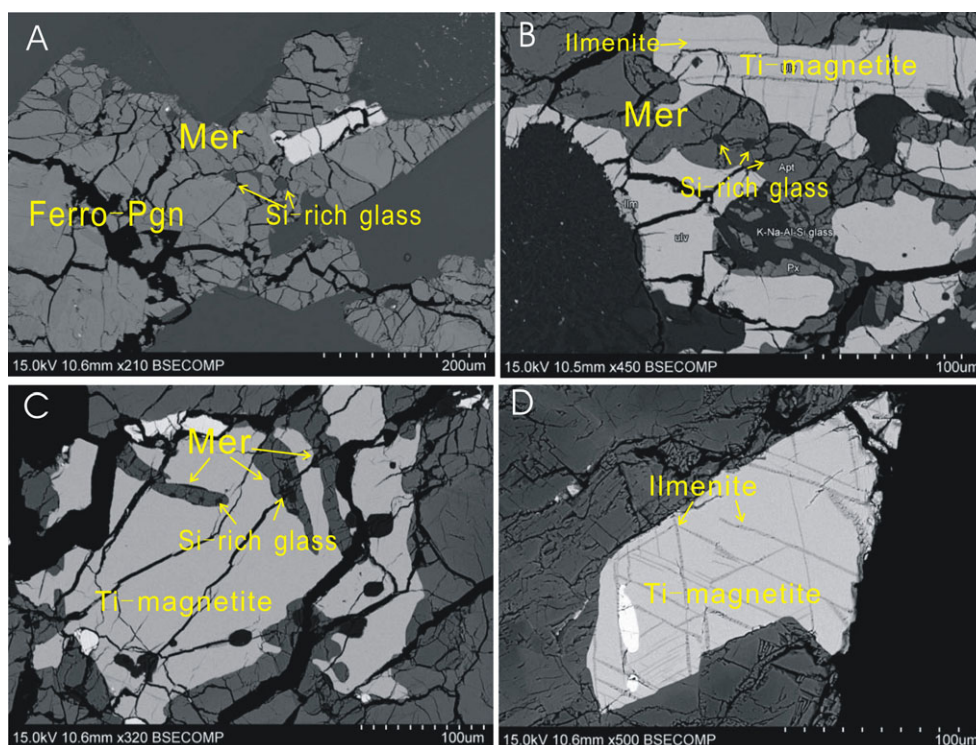 A
Mer
Ferro-Pgn
Si-rich glass
15.0kV 10.6mm x210 BSECOMP
200um
B
Ilmenite
Ti-magnetite
Mer
Apt
Si-rich glass
Ilm
ulv
K-Na-Al-Si glass
Px
15.0kV 10.5mm x450 BSECOMP
100um
C
Mer
Si-rich glass
Ti-magnetite
15.0kV 10.6mm x320 BSECOMP
100um
D
Ilmenite
Ti-magnetite
15.0kV 10.6mm x500 BSECOMP
100um